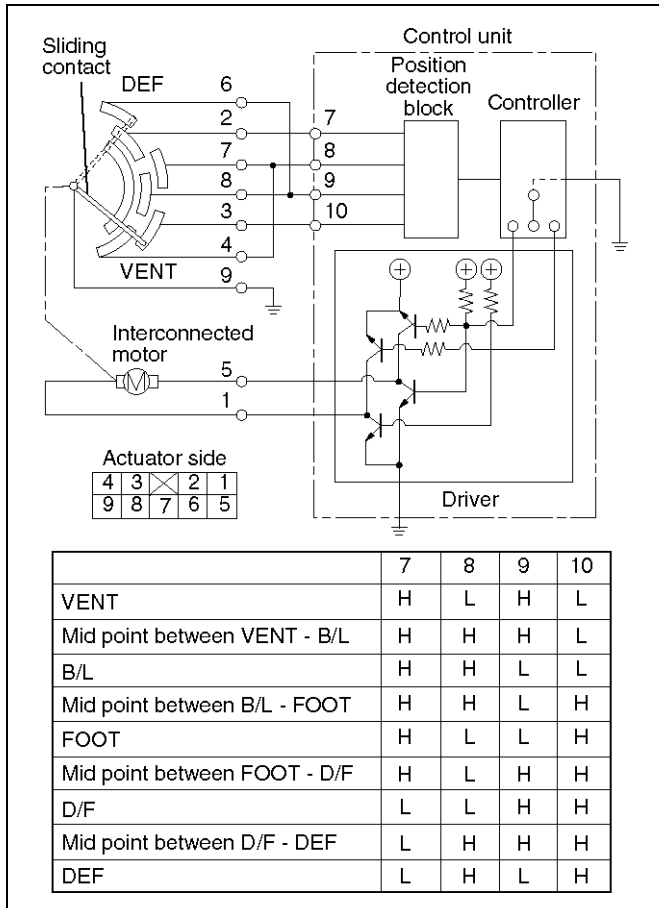 Control unit
Sliding
contact
DEF
Position
detection
block
Controller
6
2
7
8
3
4
9
7
8
9
10
VENT
Interconnected
motor
M
5
1
+
+
+
Actuator side
4 3 2 1
9 8 7 6 5
Driver
7 8 9 10
VENT H L H L
Mid point between VENT - B/L H H H L
B/L H H L L
Mid point between B/L - FOOT H H L H
FOOT H L L H
Mid point between FOOT - D/F H L H H
D/F L L H H
Mid point between D/F - DEF L H H H
DEF L H L H